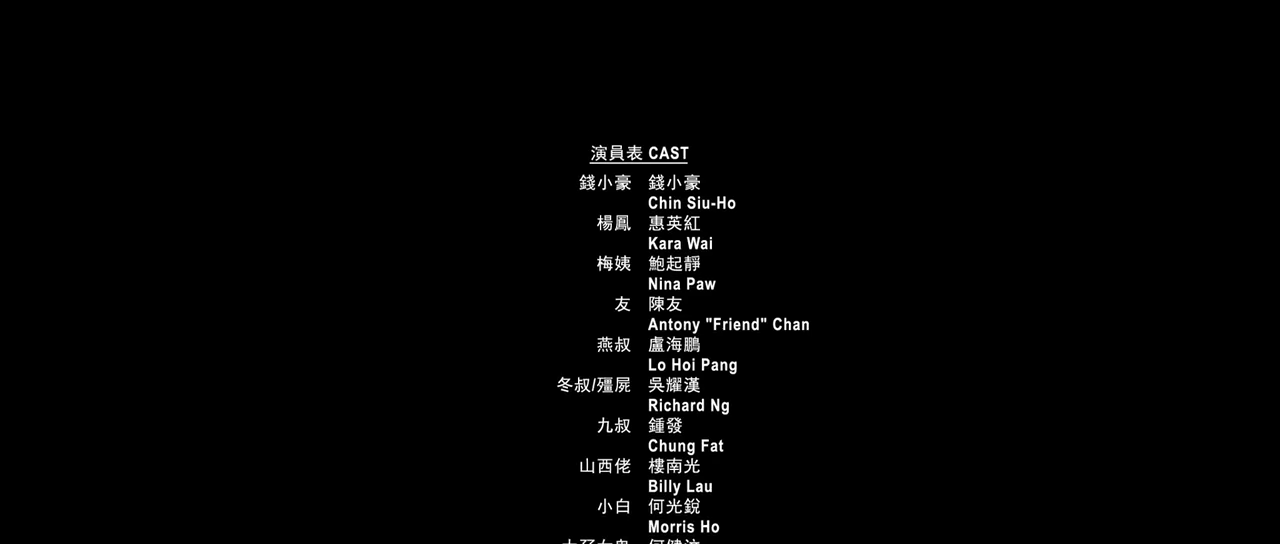 演員表 CAST
錢小豪 錢小豪
Chin Siu-Ho
楊鳳 惠英紅
Kara Wai
梅姨 鮑起靜
Nina Paw
友 陳友
Antony "Friend" Chan
燕叔 盧海鵬
Lo Hoi Pang
冬叔/殭屍 吳耀漢
Richard Ng
九叔 鍾發
Chung Fat
山西佬 樓南光
Billy Lau
小白 何光銳
Morris Ho